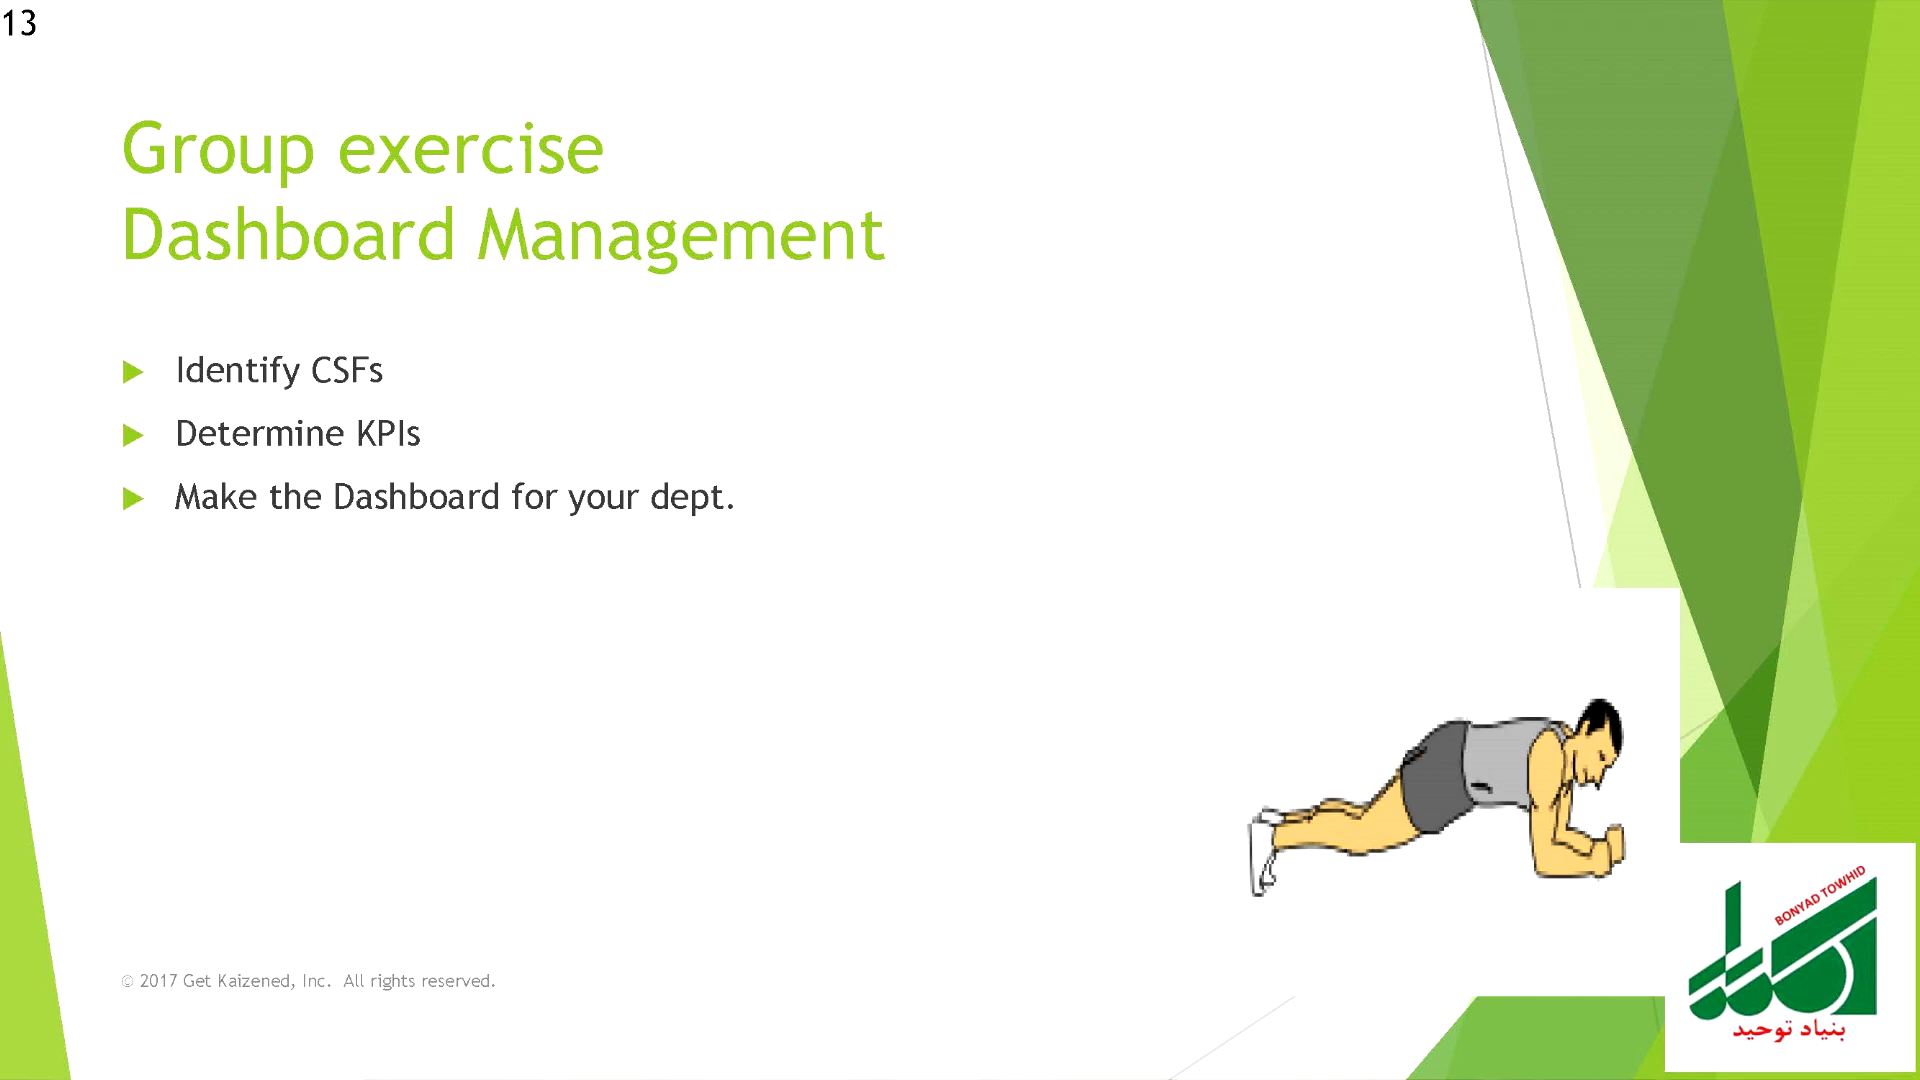 13
Group exercise
Dashboard Management
Identify CSFs
Determine KPIs
Make the Dashboard for your dept.
© 2017 Get Kaizened, Inc. All rights reserved.
BONYAD TOWHID
بنیاد توحید